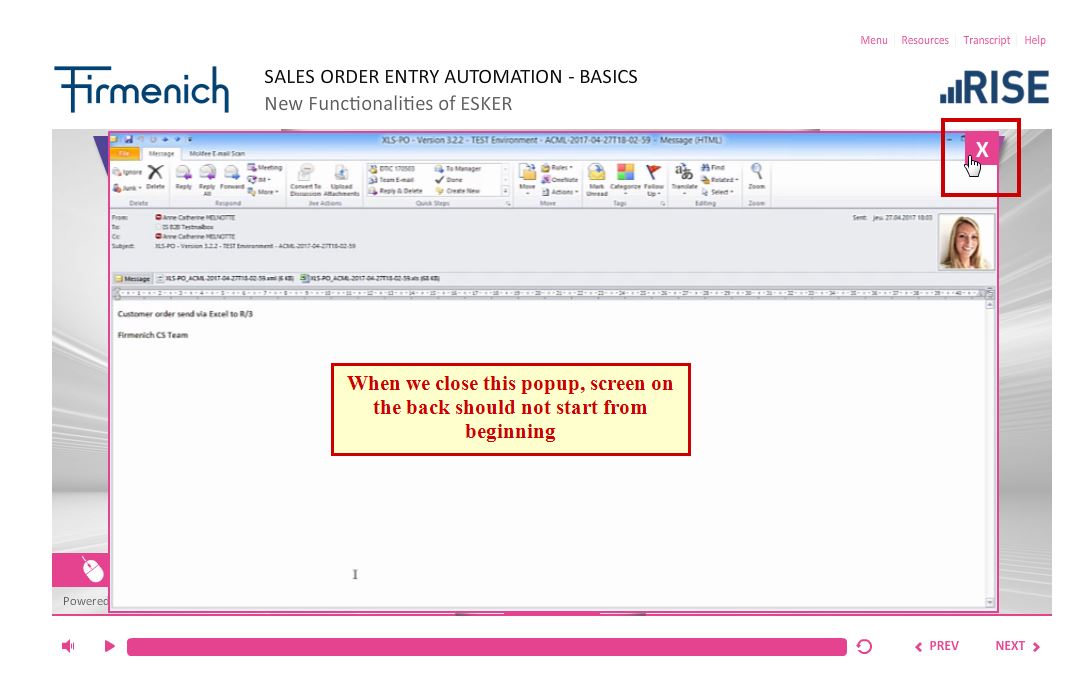 Menu Resources Transcript Help
Firmenich
SALES ORDER ENTRY AUTOMATION - BASICS
New Functionalities of ESKER
RISE
XLS-PO - Version 3.2.2 - TEST Environment - ACML-2017-04-27T18-02-59 - Message (HTML)
X
File Message McAfee E-mail Scan
Ignore
Junk
Delete
Reply
Reply All
Forward
Meeting
IM
More
Convert To Discussion
Upload Attachments
DTC 170503
Team E-mail
Reply & Delete
To Manager
Done
Create New
Move
Rules
OneNote
Actions
Mark Unread
Categorize
Follow Up
Translate
Find
Related
Select
Zoom
Delete Respond Jive Actions Quick Steps Move Tags Editing Zoom
From: Anne Catherine MELNOTTE
Sent: jeu. 27.04.2017 18:03
To: IS B2B Testmailbox
Cc: Anne Catherine MELNOTTE
Subject: XLS-PO - Version 3.2.2 - TEST Environment - ACML-2017-04-27T18-02-59
Message XLS-PO_ACML-2017-04-27T18-02-59.xml (6 KB) XLS-PO_ACML-2017-04-27T18-02-59.xls (68 KB)
Customer order send via Excel to R/3
Firmenich CS Team
When we close this popup, screen on
the back should not start from
beginning
Powered
PREV NEXT